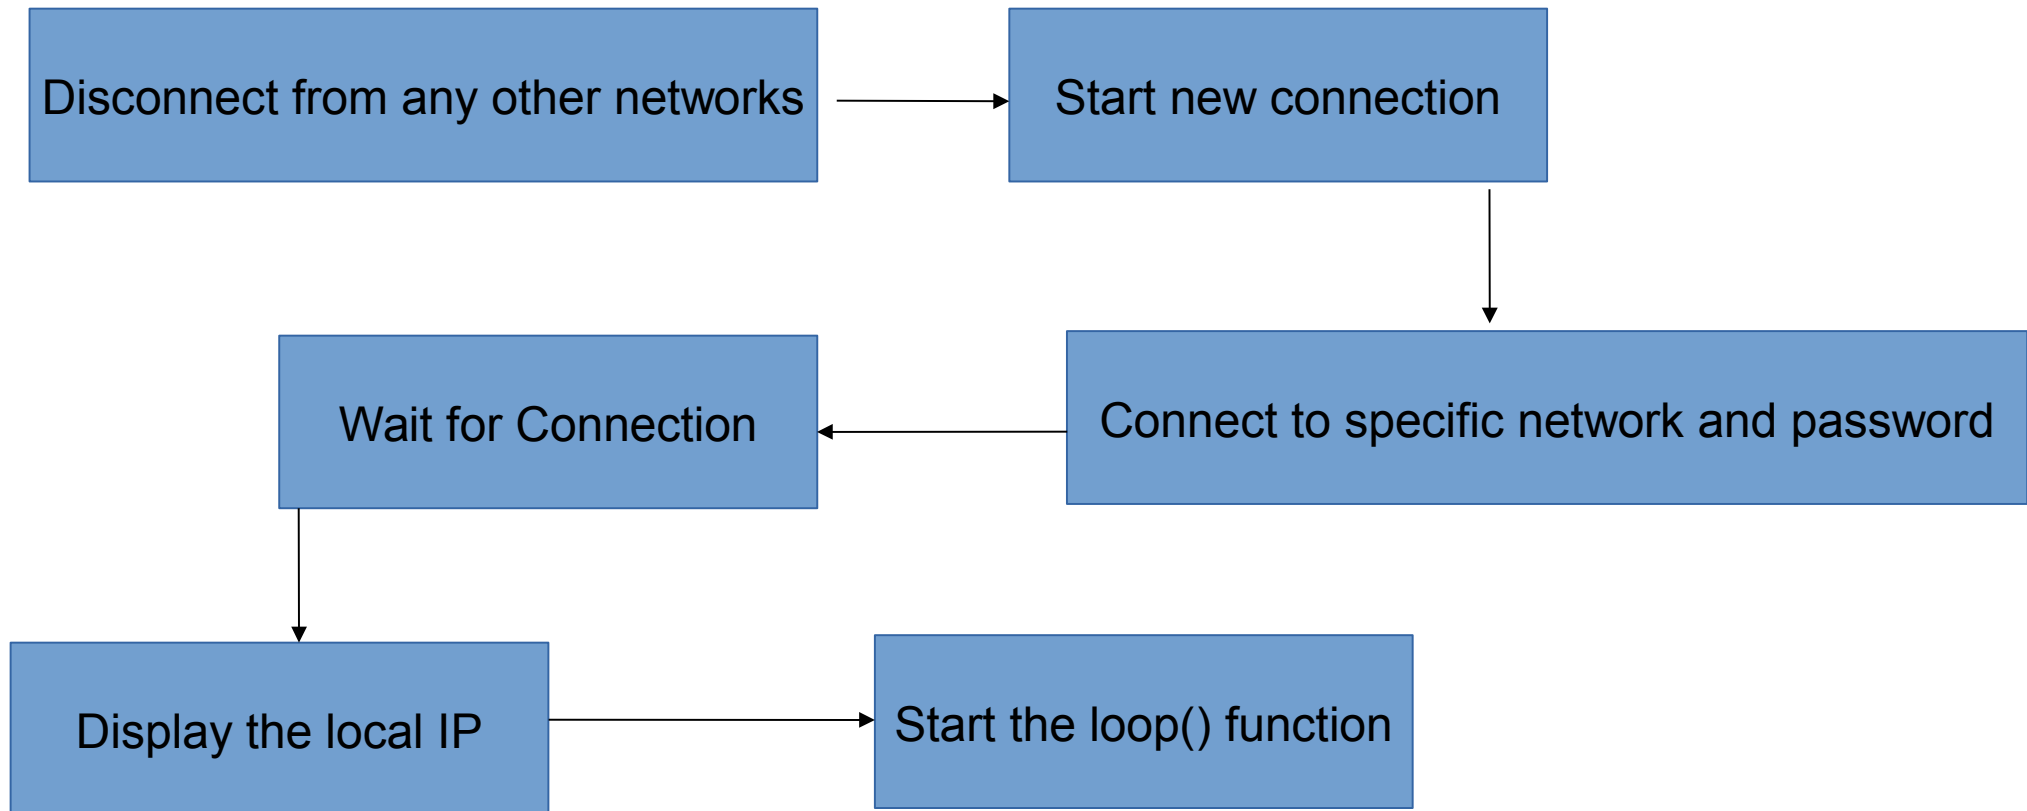 Disconnect from any other networks
Start new connection
Connect to specific network and password
Wait for Connection
Display the local IP
Start the loop() function